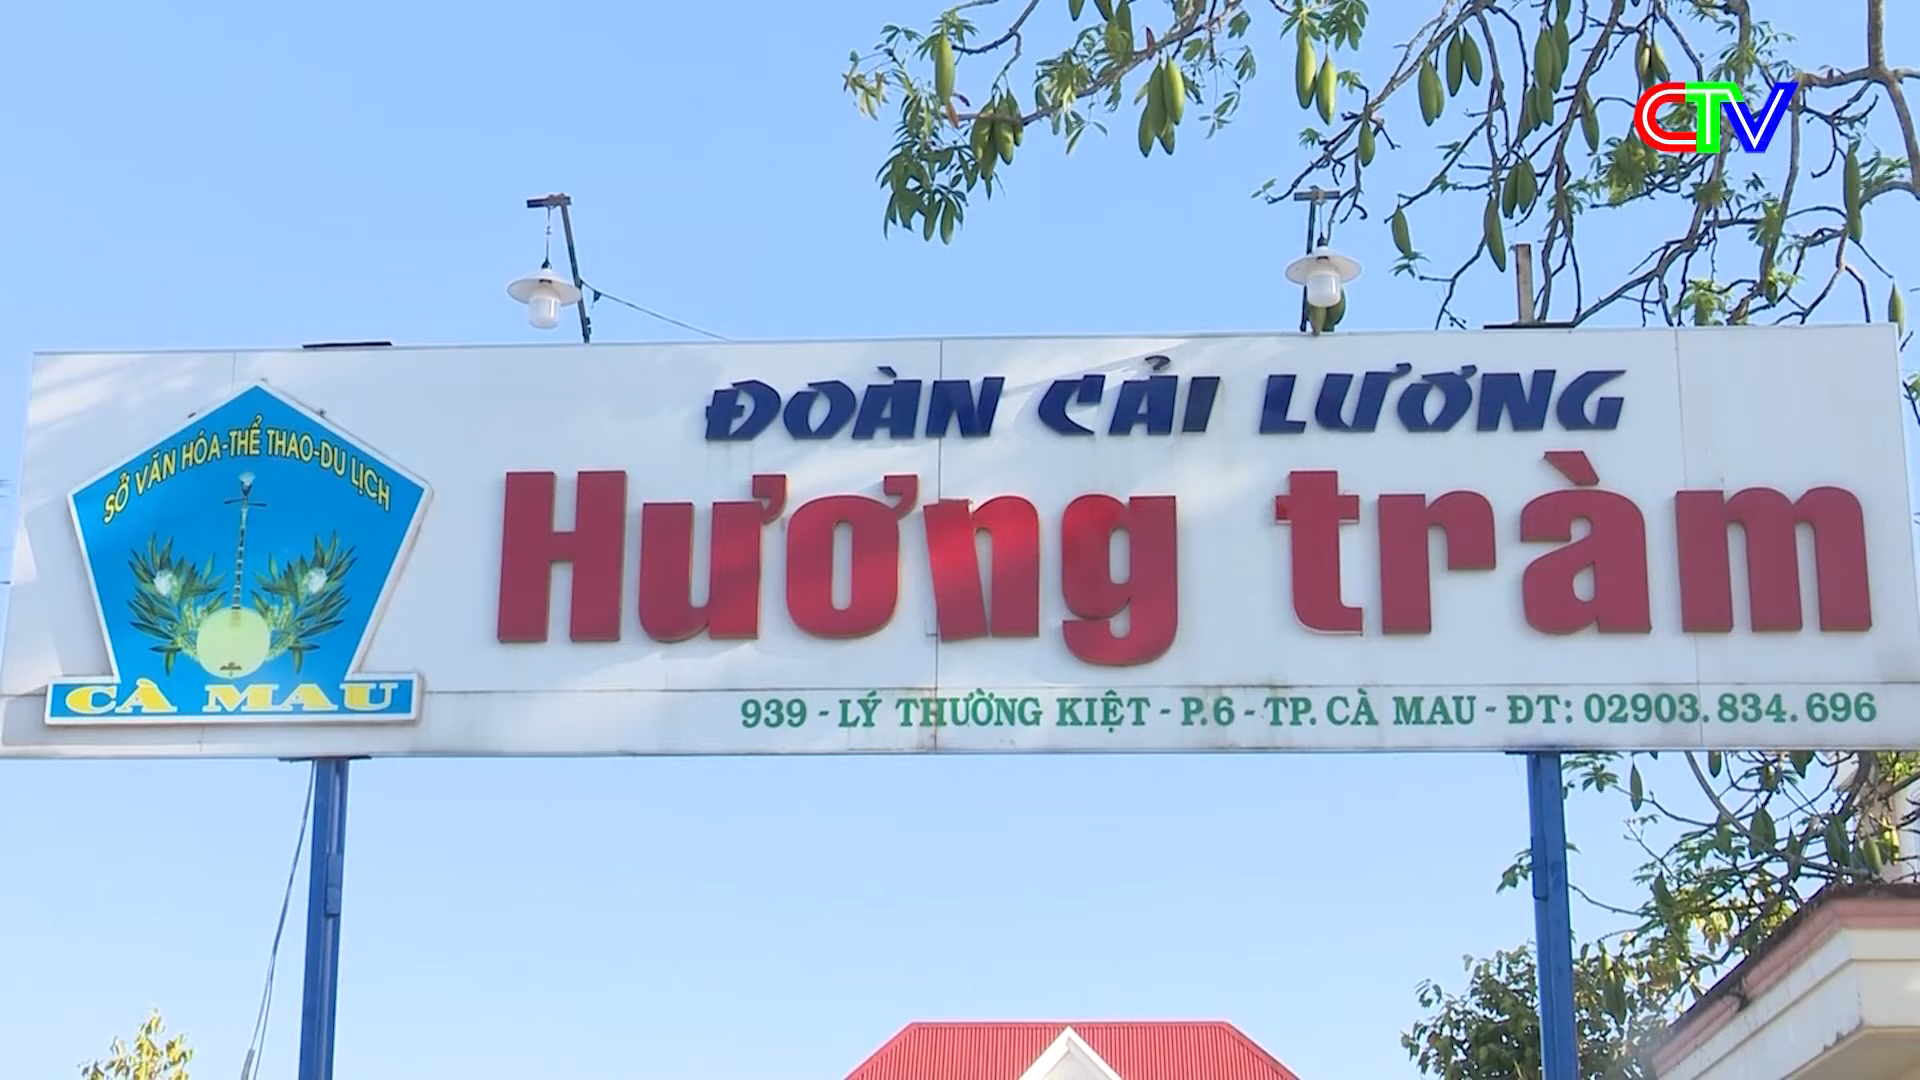 CTV
ĐOÀN CẢI LƯƠNG
Hương tràm
SỞ VĂN HÓA-THỂ THAO-DU LỊCH
CÀ MAU
939 - LÝ THƯỜNG KIỆT - P.6 - TP. CÀ MAU - ĐT: 02903.834.696